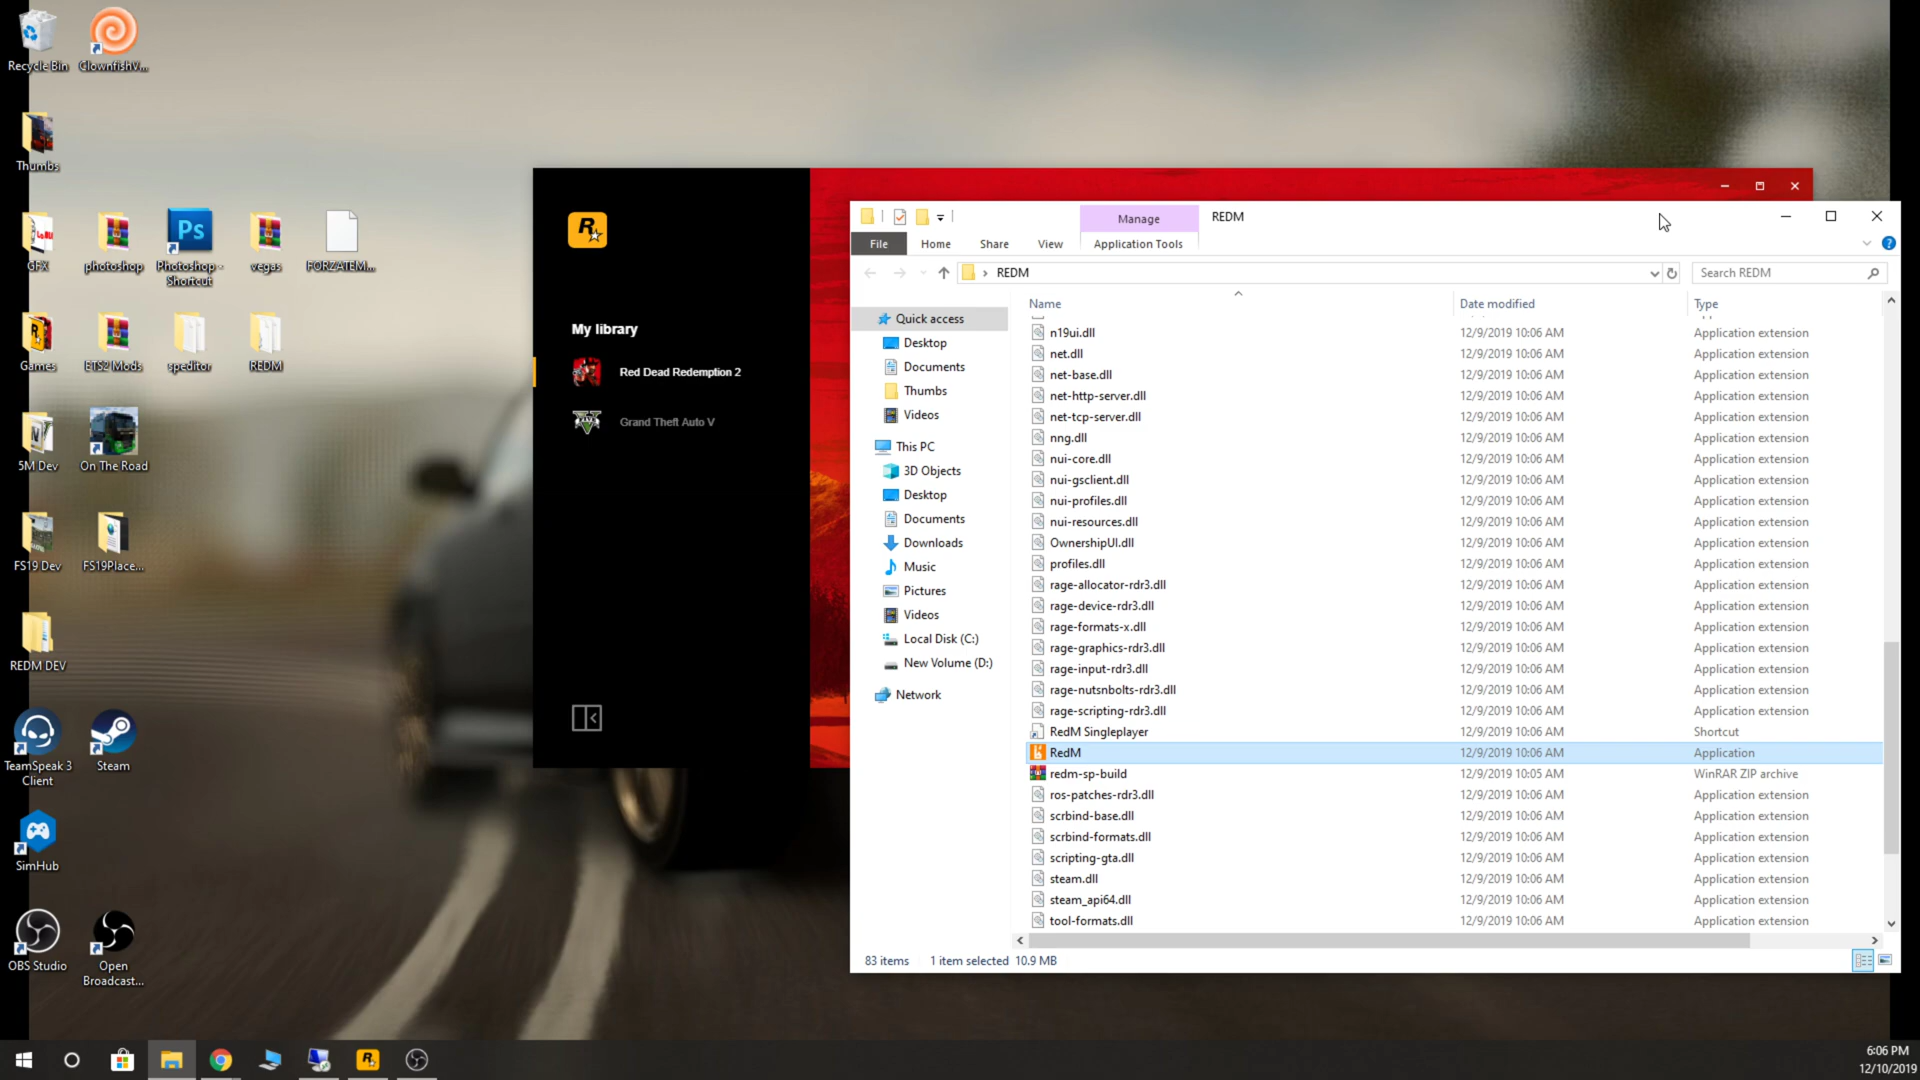 Recycle Bin
ClownfishV...
Thumbs
GFX
photoshop
Photoshop - Shortcut
vegas
FORZATEM...
Games
ETS2 Mods
speditor
REDM
5M Dev
On The Road
FS19 Dev
FS19Place...
REDM DEV
TeamSpeak 3 Client
Steam
SimHub
OBS Studio
Open Broadcast...
My library
Red Dead Redemption 2
Grand Theft Auto V
Manage
REDM
File
Home
Share
View
Application Tools
REDM
Search REDM
Quick access
Desktop
Documents
Thumbs
Videos
This PC
3D Objects
Desktop
Documents
Downloads
Music
Pictures
Videos
Local Disk (C:)
New Volume (D:)
Network
Name Date modified Type
n19ui.dll 12/9/2019 10:06 AM Application extension
net.dll 12/9/2019 10:06 AM Application extension
net-base.dll 12/9/2019 10:06 AM Application extension
net-http-server.dll 12/9/2019 10:06 AM Application extension
net-tcp-server.dll 12/9/2019 10:06 AM Application extension
nng.dll 12/9/2019 10:06 AM Application extension
nui-core.dll 12/9/2019 10:06 AM Application extension
nui-gsclient.dll 12/9/2019 10:06 AM Application extension
nui-profiles.dll 12/9/2019 10:06 AM Application extension
nui-resources.dll 12/9/2019 10:06 AM Application extension
OwnershipUI.dll 12/9/2019 10:06 AM Application extension
profiles.dll 12/9/2019 10:06 AM Application extension
rage-allocator-rdr3.dll 12/9/2019 10:06 AM Application extension
rage-device-rdr3.dll 12/9/2019 10:06 AM Application extension
rage-formats-x.dll 12/9/2019 10:06 AM Application extension
rage-graphics-rdr3.dll 12/9/2019 10:06 AM Application extension
rage-input-rdr3.dll 12/9/2019 10:06 AM Application extension
rage-nutsnbolts-rdr3.dll 12/9/2019 10:06 AM Application extension
rage-scripting-rdr3.dll 12/9/2019 10:06 AM Application extension
RedM Singleplayer 12/9/2019 10:06 AM Shortcut
RedM 12/9/2019 10:06 AM Application
redm-sp-build 12/9/2019 10:05 AM WinRAR ZIP archive
ros-patches-rdr3.dll 12/9/2019 10:06 AM Application extension
scrbind-base.dll 12/9/2019 10:06 AM Application extension
scrbind-formats.dll 12/9/2019 10:06 AM Application extension
scripting-gta.dll 12/9/2019 10:06 AM Application extension
steam.dll 12/9/2019 10:06 AM Application extension
steam_api64.dll 12/9/2019 10:06 AM Application extension
tool-formats.dll 12/9/2019 10:06 AM Application extension
83 items 1 item selected 10.9 MB
6:06 PM
12/10/2019